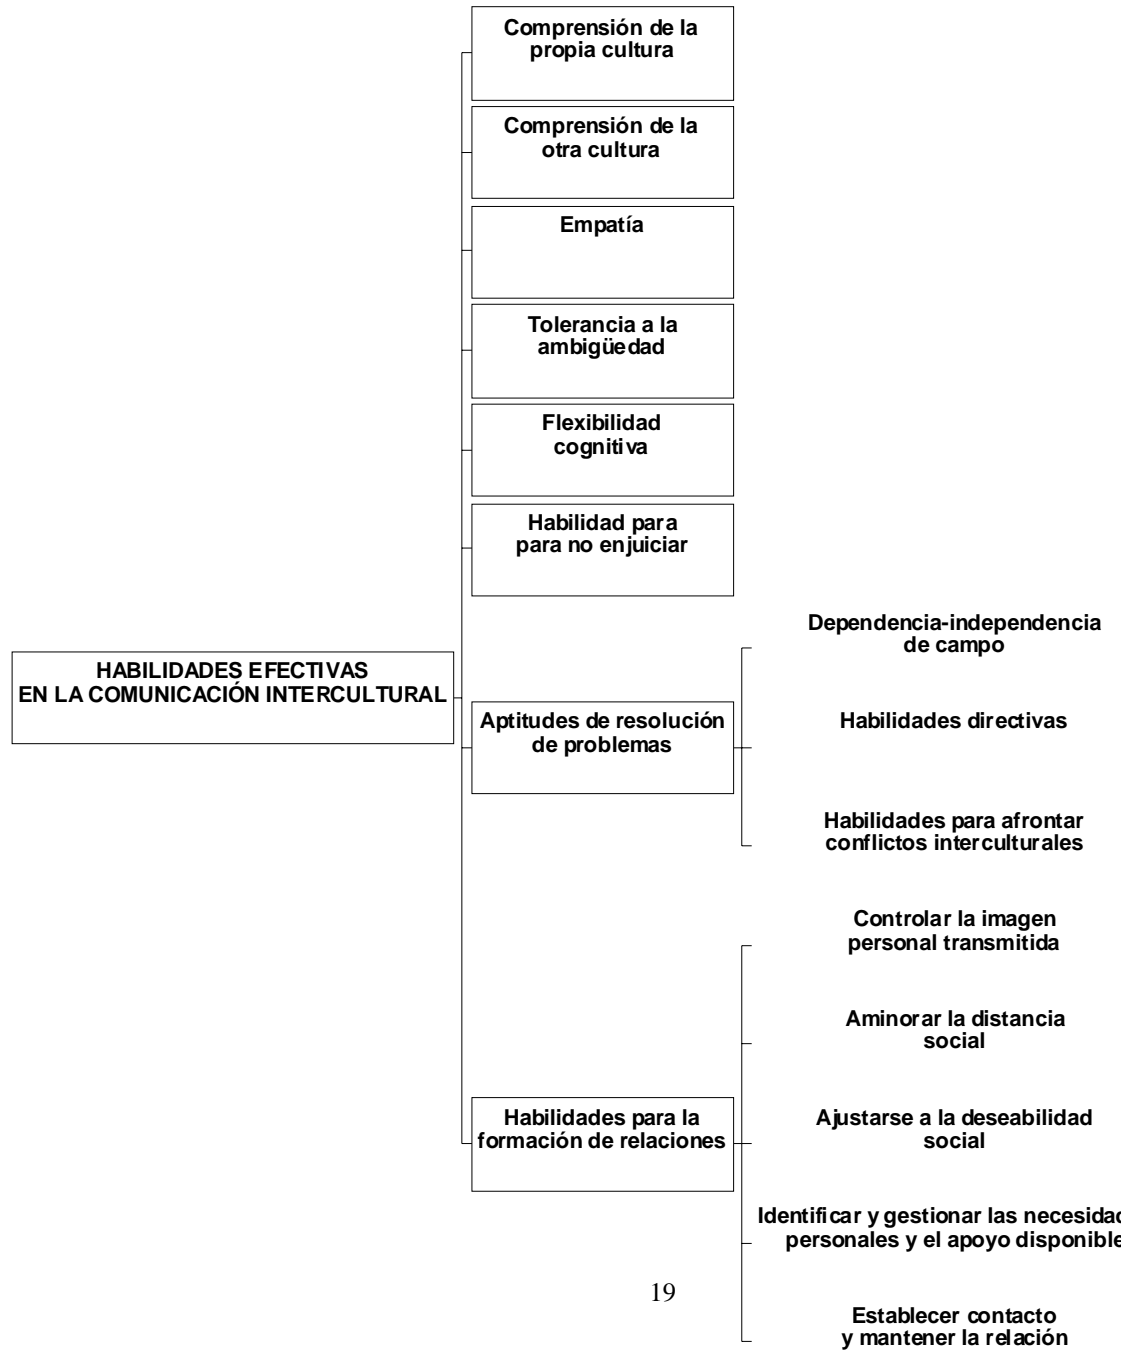 Comprensión de la
propia cultura
Comprensión de la
otra cultura
Empatía
Tolerancia a la
ambigüedad
Flexibilidad
cognitiva
Habilidad para
para no enjuiciar
HABILIDADES EFECTIVAS
EN LA COMUNICACIÓN INTERCULTURAL
Aptitudes de resolución
de problemas
Dependencia-independencia
de campo
Habilidades directivas
Habilidades para afrontar
conflictos interculturales
Habilidades para la
formación de relaciones
Controlar la imagen
personal transmitida
Aminorar la distancia
social
Ajustarse a la deseabilidad
social
Identificar y gestionar las
personales y el apoyo disponible
Establecer contacto
y mantener la relación
19